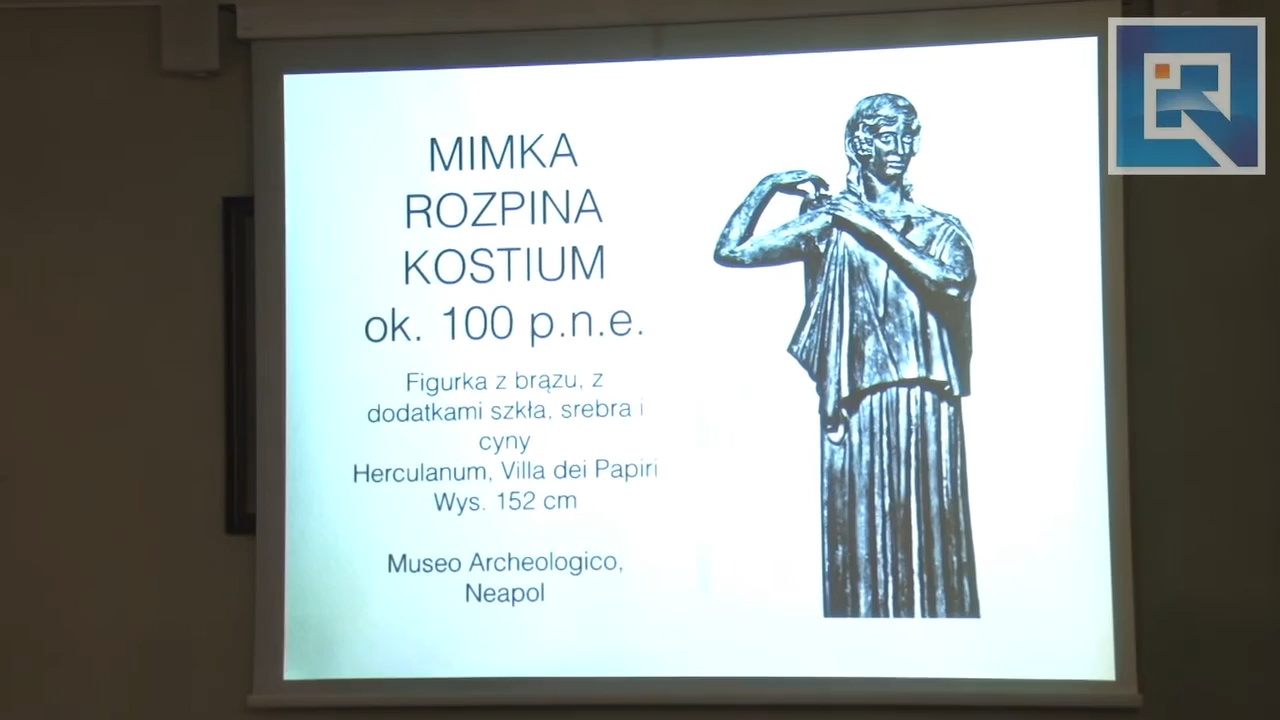 MIMKA
ROZPINA
KOSTIUM
ok. 100 p.n.e.
Figurka z brązu, z
dodatkami szkła, srebra i
cyny
Herculanum, Villa dei Papiri
Wys. 152 cm
Museo Archeologico,
Neapol